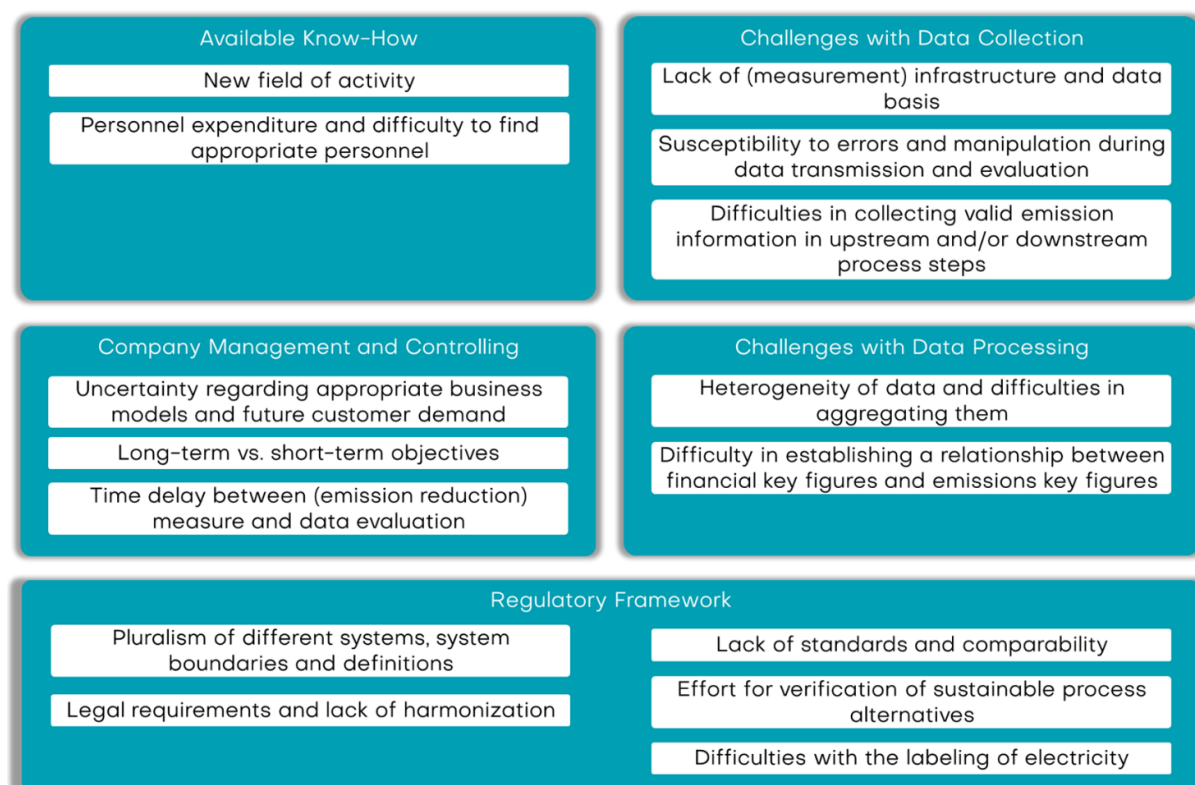 Available Know-How
New field of activity
Personnel expenditure and difficulty to find
appropriate personnel
Challenges with Data Collection
Lack of (measurement) infrastructure and data
basis
Susceptibility to errors and manipulation during
data transmission and evaluation
Difficulties in collecting valid emission
information in upstream and/or downstream
process steps
Company Management and Controlling
Uncertainty regarding appropriate business
models and future customer demand
Long-term vs. short-term objectives
Time delay between (emission reduction)
measure and data evaluation
Challenges with Data Processing
Heterogeneity of data and difficulties in
aggregating them
Difficulty in establishing a relationship between
financial key figures and emissions key figures
Regulatory Framework
Pluralism of different systems, system
boundaries and definitions
Legal requirements and lack of harmonization
Lack of standards and comparability
Effort for verification of sustainable process
alternatives
Difficulties with the labeling of electricity